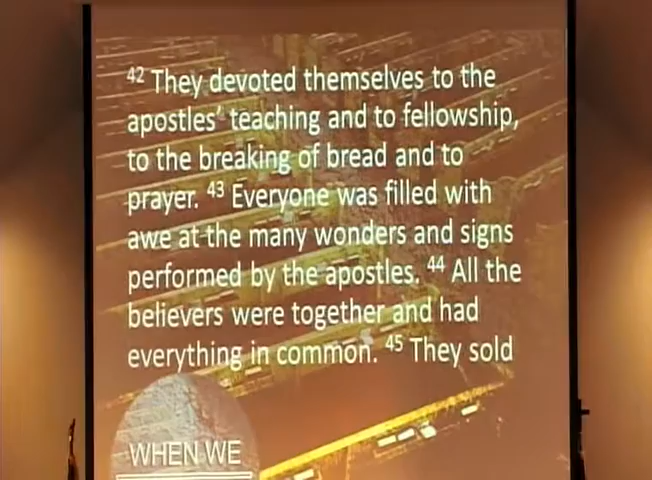 42 They devoted themselves to the
apostles' teaching and to fellowship,
to the breaking of bread and to
prayer. 43 Everyone was filled with
awe at the many wonders and signs
performed by the apostles. 44 All the
believers were together and had
everything in common. 45 They sold
WHEN WE